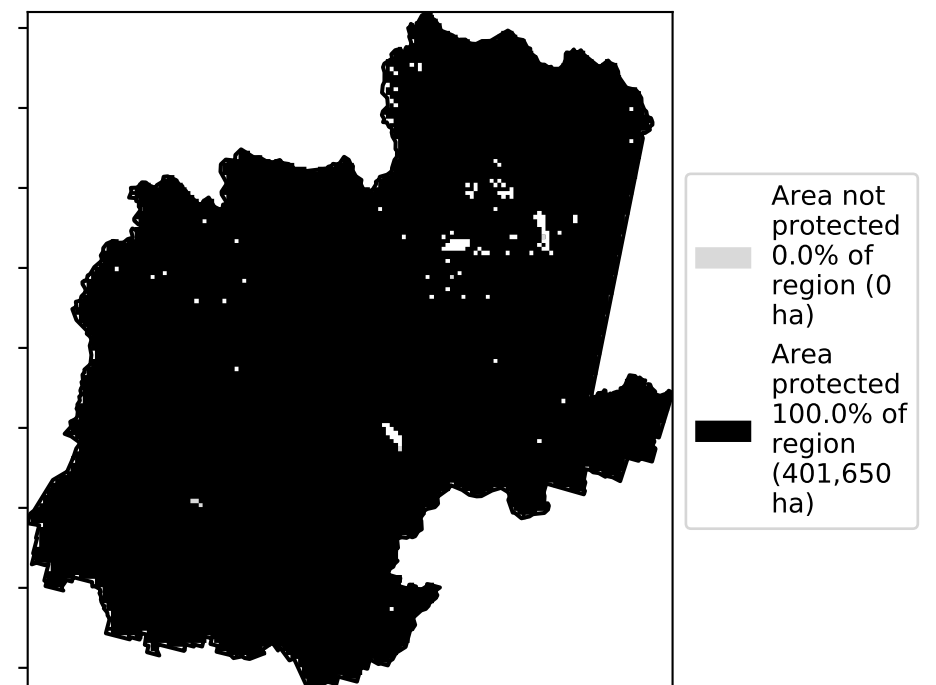 Area not
protected
0.0% of
region (0
ha)
Area
protected
100.0% of
region
(401,650
ha)